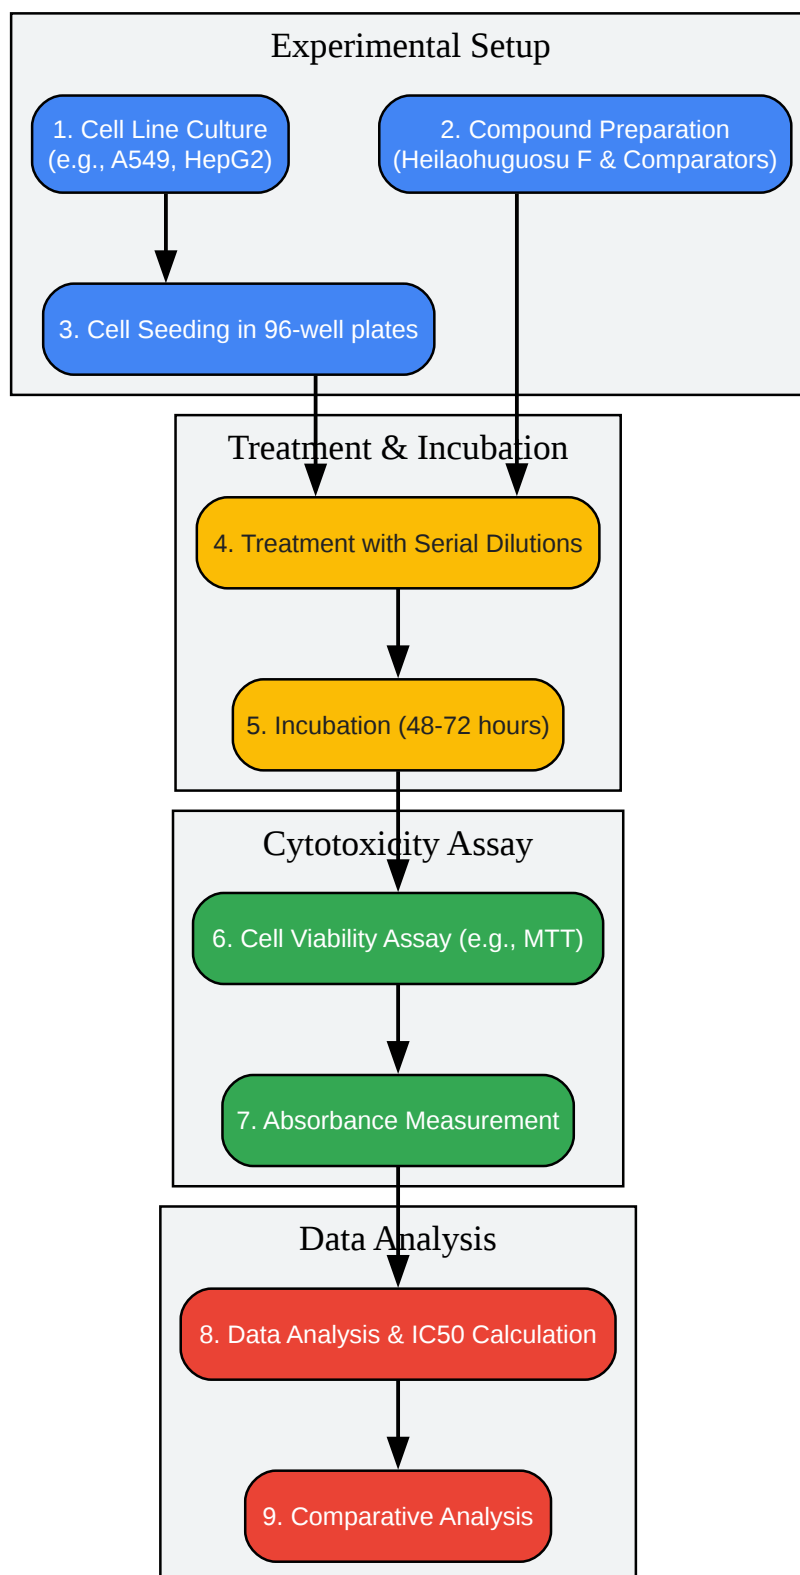 Experimental Setup
1. Cell Line Culture
(e.g., A549, HepG2)
2. Compound Preparation
(Heilaohuguosu F & Comparators)
3. Cell Seeding in 96-well plates
Treatment & Incubation
4. Treatment with Serial Dilutions
5. Incubation (48-72 hours)
Cytotoxicity Assay
6. Cell Viability Assay (e.g., MTT)
7. Absorbance Measurement
Data Analysis
8. Data Analysis & IC50 Calculation
9. Comparative Analysis